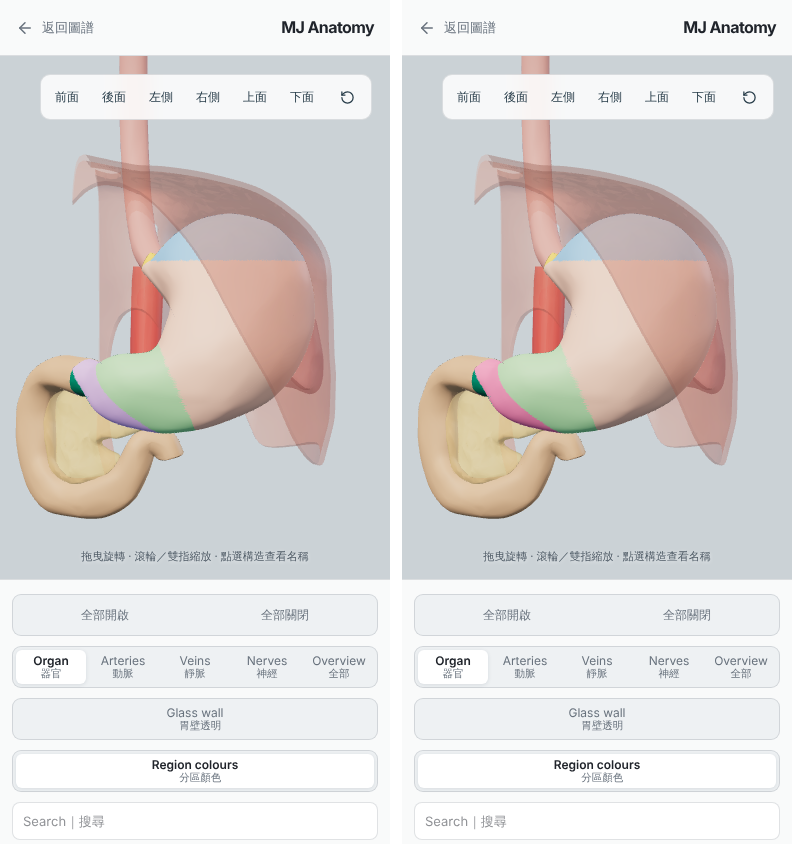 返回圖譜
MJ Anatomy
前面 後面 左側 右側 上面 下面
拖曳旋轉 · 滾輪／雙指縮放 · 點選構造查看名稱
全部開啟 全部關閉
Organ Arteries Veins Nerves Overview
器官 動脈 靜脈 神經 全部
Glass wall
胃壁透明
Region colours
分區顏色
Search｜搜尋
返回圖譜
MJ Anatomy
前面 後面 左側 右側 上面 下面
拖曳旋轉 · 滾輪／雙指縮放 · 點選構造查看名稱
全部開啟 全部關閉
Organ Arteries Veins Nerves Overview
器官 動脈 靜脈 神經 全部
Glass wall
胃壁透明
Region colours
分區顏色
Search｜搜尋